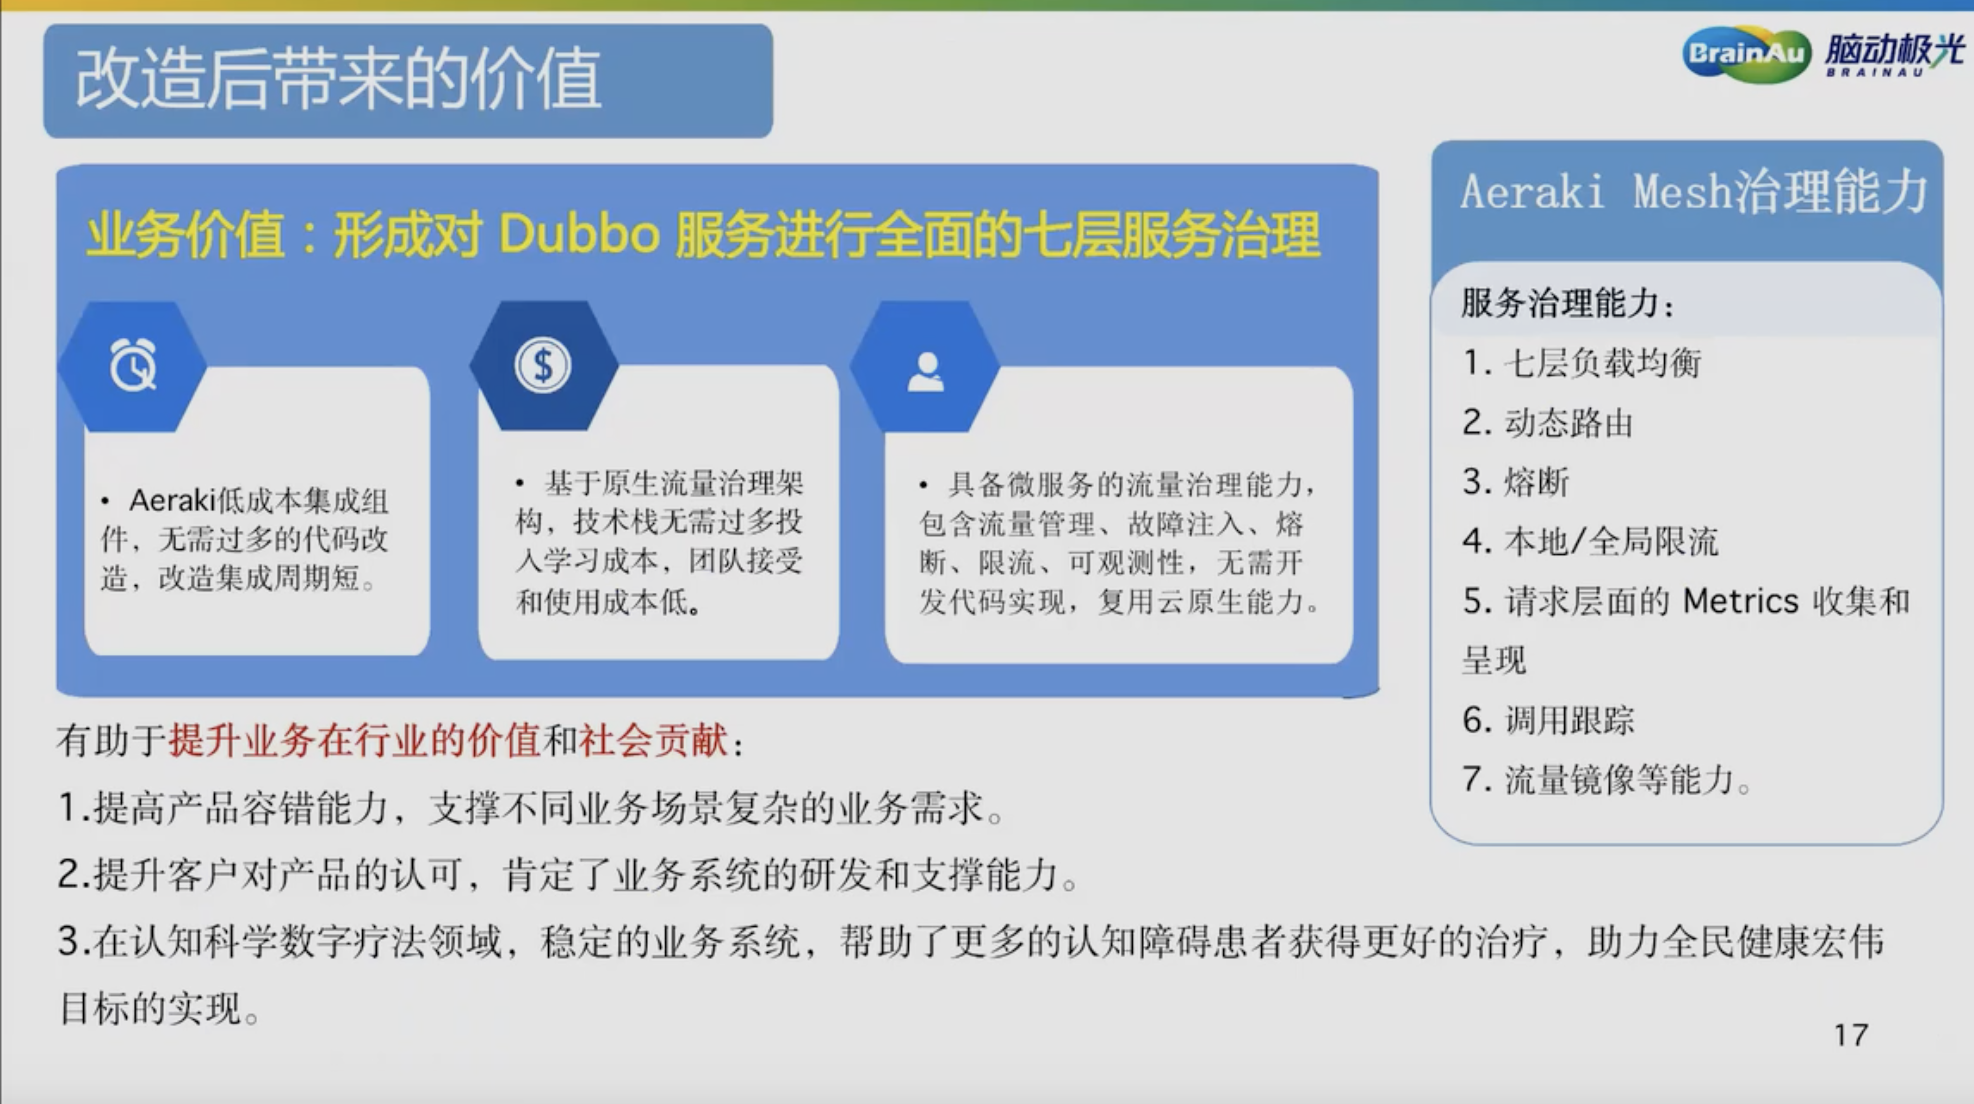 改造后带来的价值
BrainAu 脑动极光
BRAINAU
业务价值：形成对 Dubbo 服务进行全面的七层服务治理
• Aeraki低成本集成组
件，无需过多的代码改
造，改造集成周期短。
• 基于原生流量治理架
构，技术栈无需过多投
入学习成本，团队接受
和使用成本低。
• 具备微服务的流量治理能力，
包含流量管理、故障注入、熔
断、限流、可观测性，无需开
发代码实现，复用云原生能力。
Aeraki Mesh治理能力
服务治理能力：
1. 七层负载均衡
2. 动态路由
3. 熔断
4. 本地/全局限流
5. 请求层面的 Metrics 收集和
呈现
6. 调用跟踪
7. 流量镜像等能力。
有助于提升业务在行业的价值和社会贡献：
1.提高产品容错能力，支撑不同业务场景复杂的业务需求。
2.提升客户对产品的认可，肯定了业务系统的研发和支撑能力。
3.在认知科学数字疗法领域，稳定的业务系统，帮助了更多的认知障碍患者获得更好的治疗，助力全民健康宏伟
目标的实现。
17